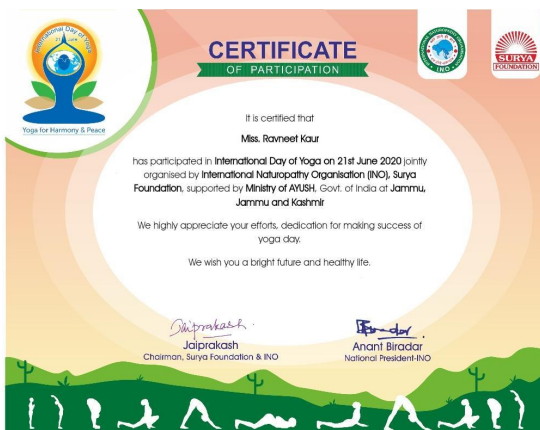 International Day of Yoga
21 June
Yoga for Harmony & Peace
CERTIFICATE
OF PARTICIPATION
INO
SURYA
FOUNDATION
It is certified that
Miss. Ravneet Kaur
has participated in International Day of Yoga on 21st June 2020 jointly
organised by International Naturopathy Organisation (INO), Surya
Foundation, supported by Ministry of AYUSH, Govt. of India at Jammu,
Jammu and Kashmir
We highly appreciate your efforts, dedication for making success of
yoga day.
We wish you a bright future and healthy life.
Jaiprakash
Jaiprakash
Chairman, Surya Foundation & INO
Biradar
Anant Biradar
National President-INO